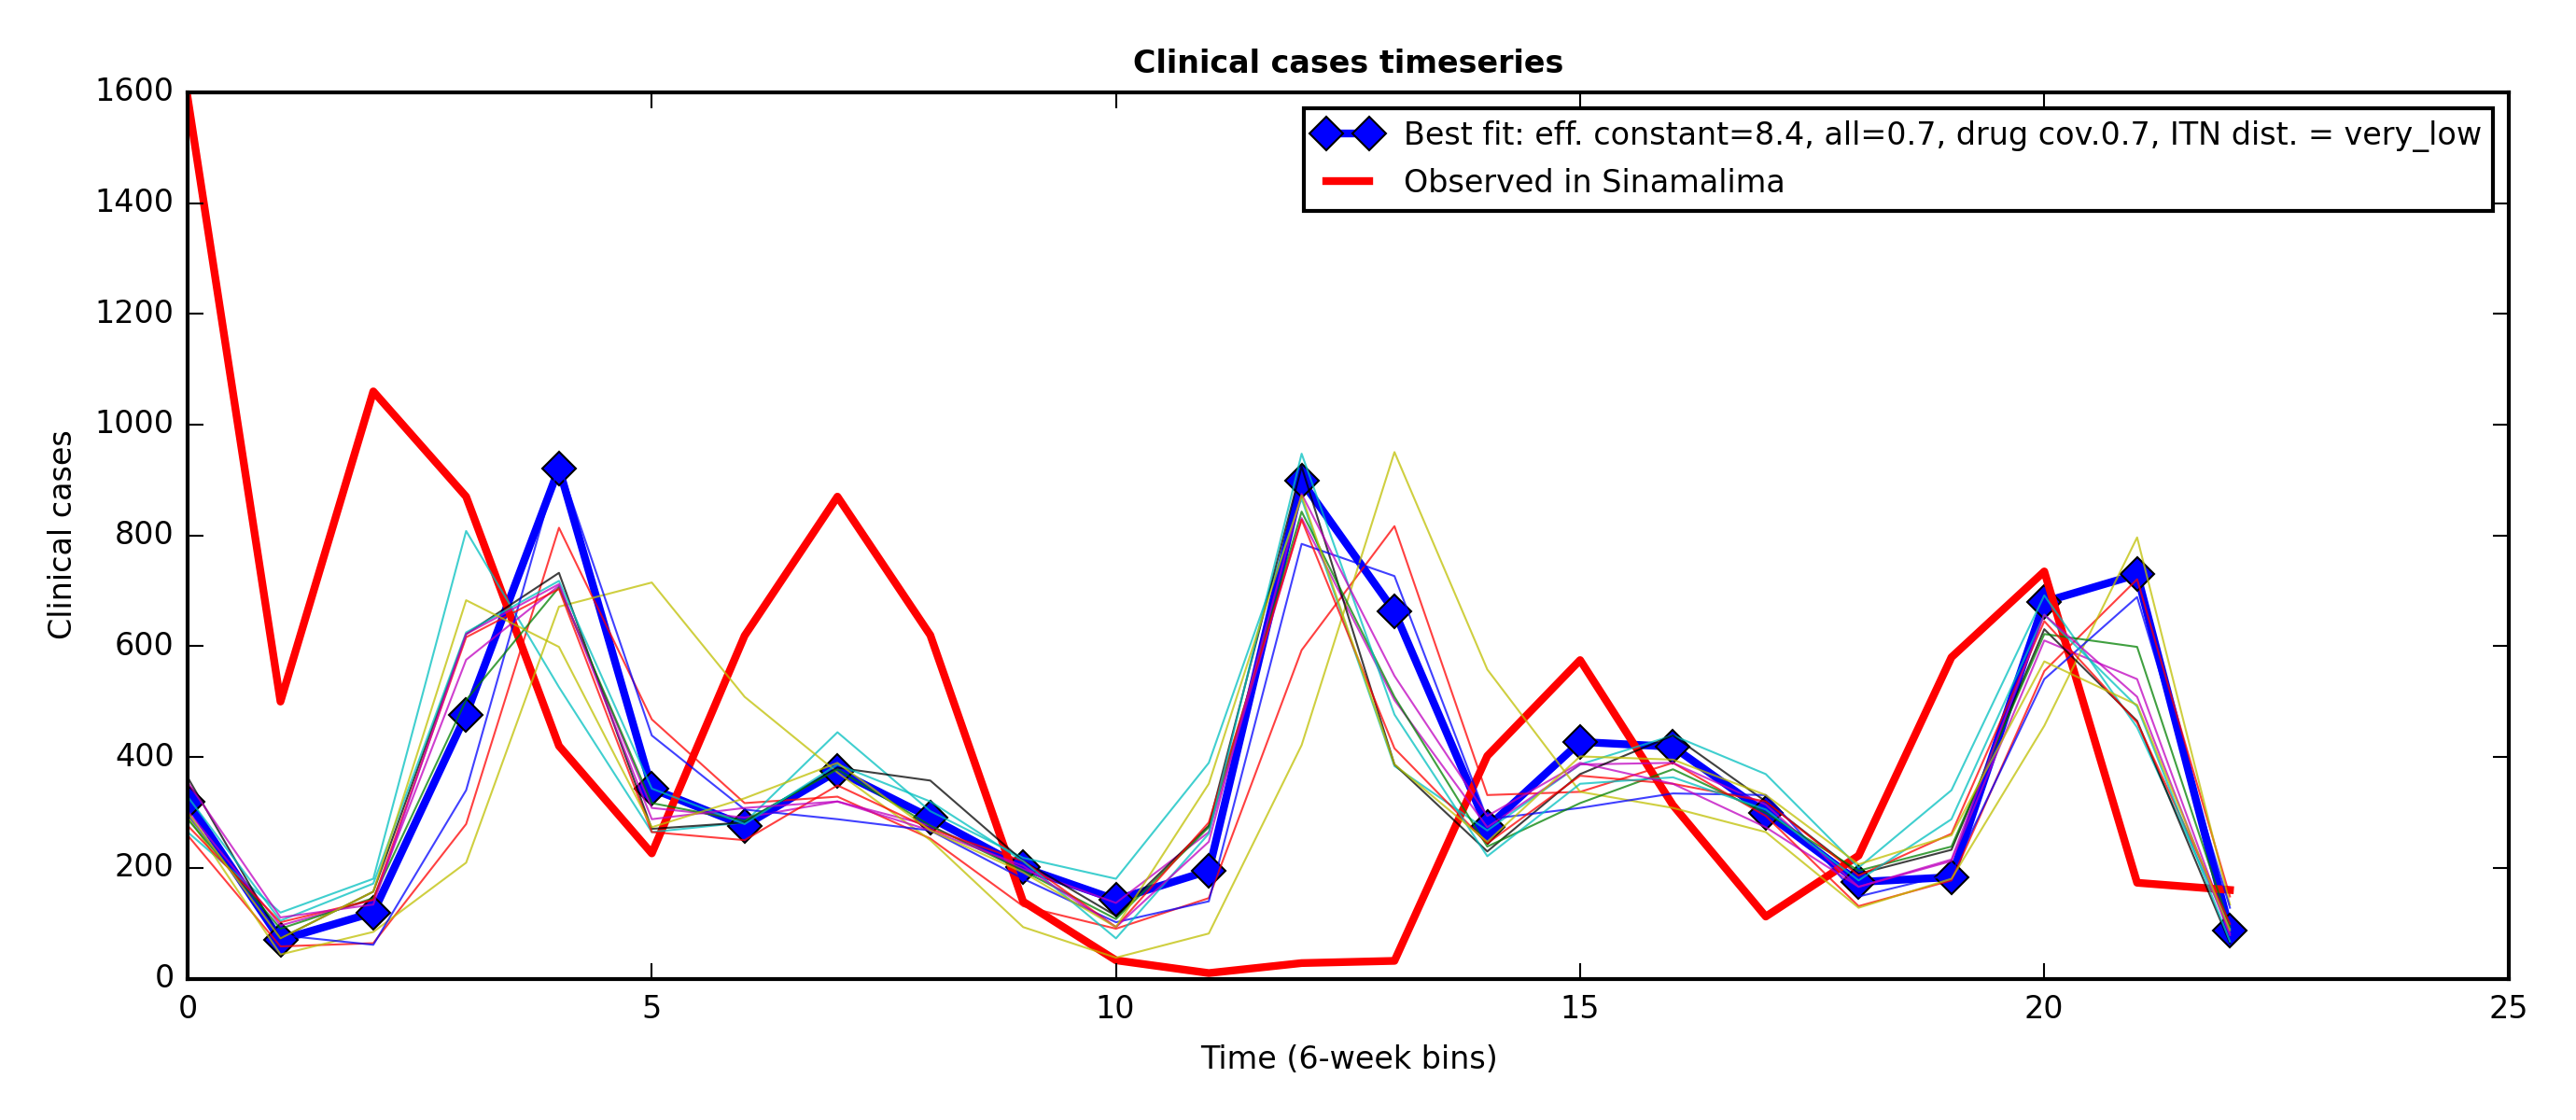 Clinical cases timeseries
1600
1400
1200
1000
800
600
400
200
0
Clinical cases
Best fit: eff. constant=8.4, all=0.7, drug cov.0.7, ITN dist. = very_low
Observed in Sinamalima
0 5 10 15 20 25
Time (6-week bins)